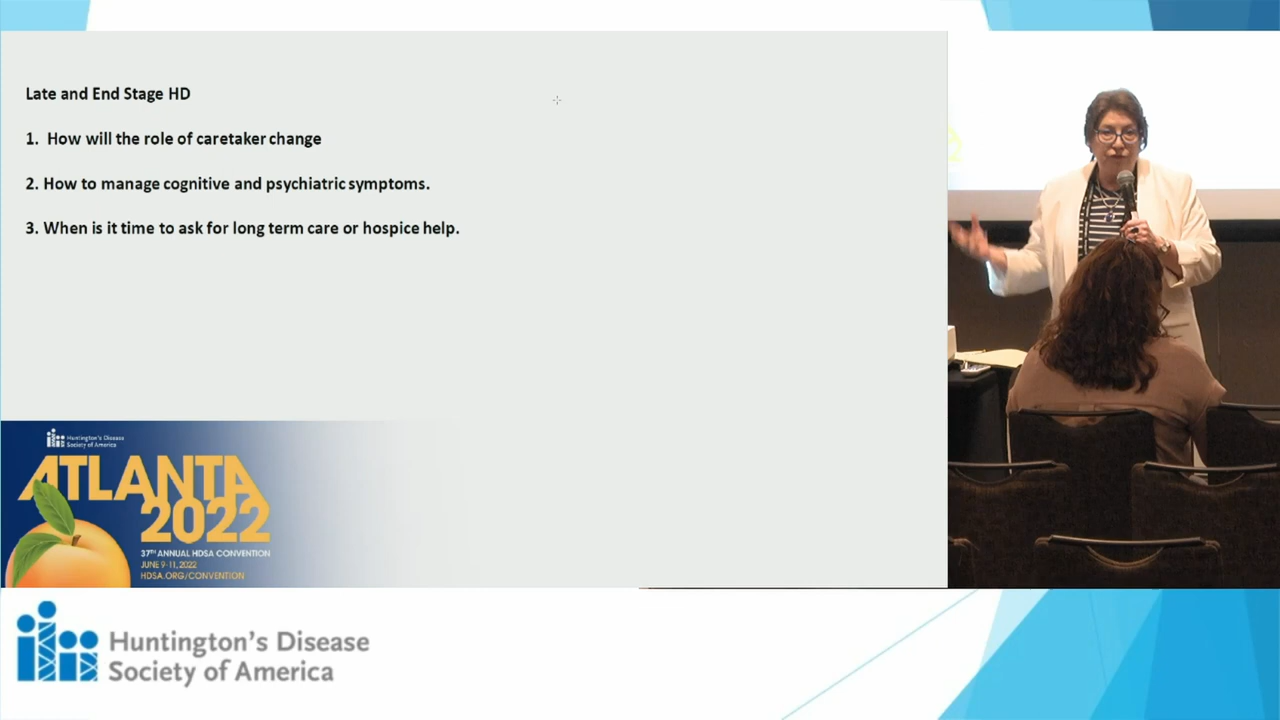 Late and End Stage HD
1. How will the role of caretaker change
2. How to manage cognitive and psychiatric symptoms.
3. When is it time to ask for long term care or hospice help.
Huntington's Disease
Society of America
ATLANTA
2022
37TH ANNUAL HDSA CONVENTION
JUNE 9-11, 2022
HDSA.ORG/CONVENTION
Huntington's Disease
Society of America